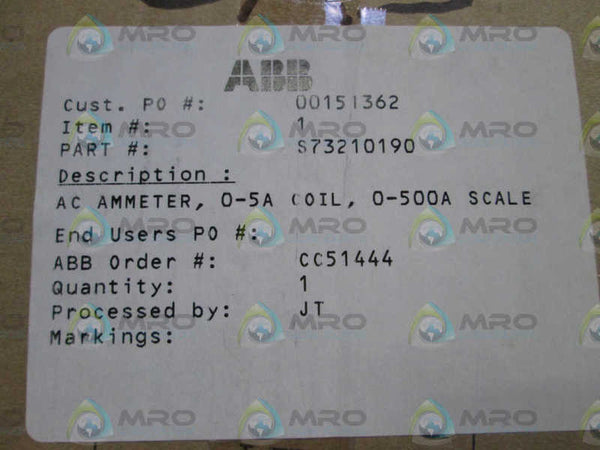 ABB
Cust. PO #: 00151362
Item #: 1
PART #: S73210190
Description :
AC AMMETER, 0-5A COIL, 0-500A SCALE
End Users PO #:
ABB Order #: CC51444
Quantity: 1
Processed by: JT
Markings:
MRO